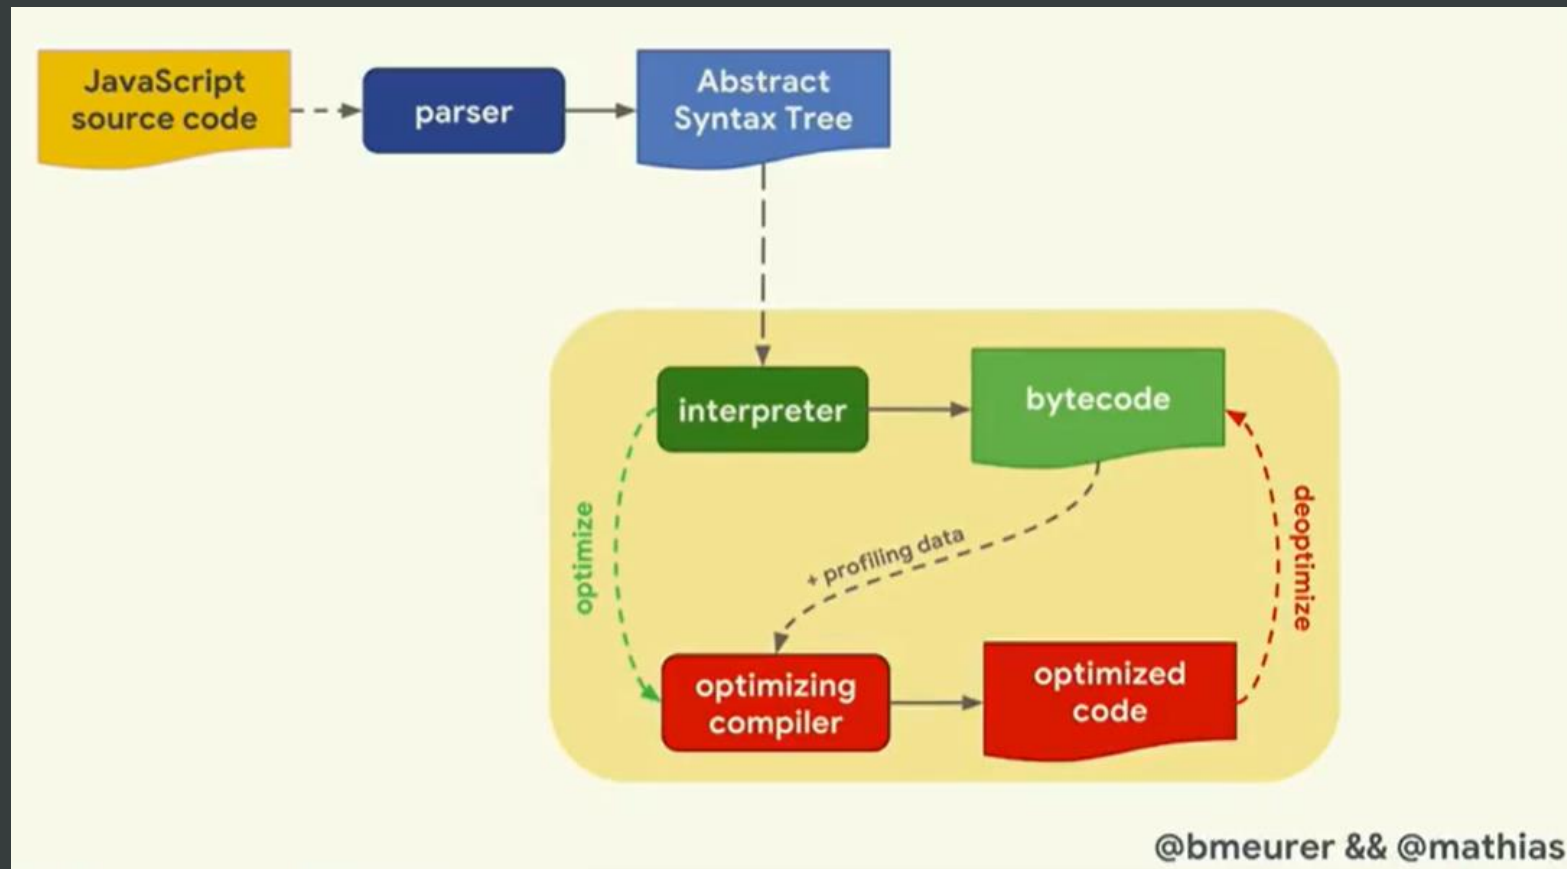 JavaScript
source code
parser
Abstract
Syntax Tree
interpreter
bytecode
optimize
+ profiling data
deoptimize
optimizing
compiler
optimized
code
@bmeurer && @mathias